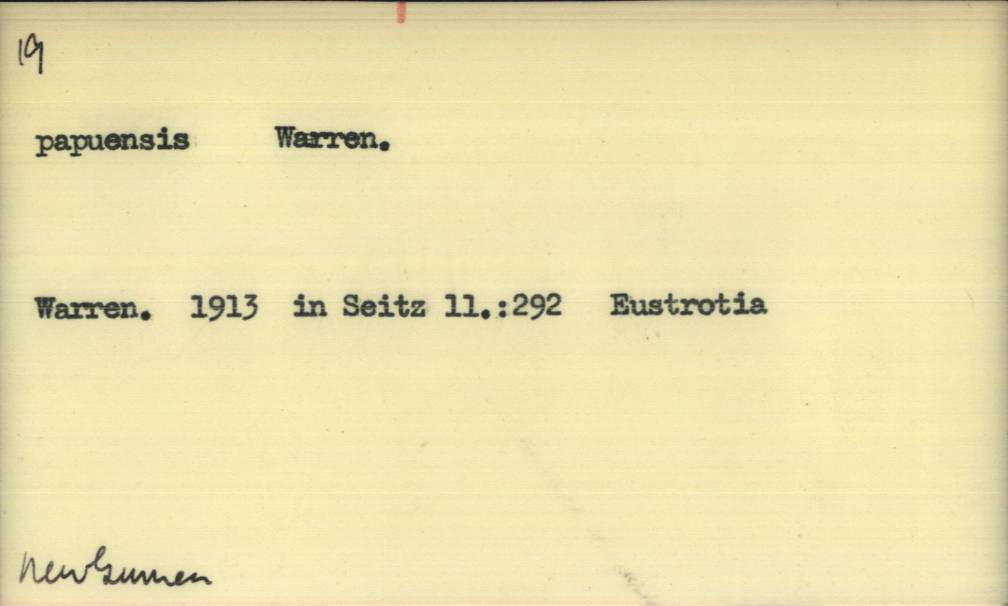 19
papuensis Warren.
Warren. 1913 in Seitz 11.:292 Eustrotia
New Guinea